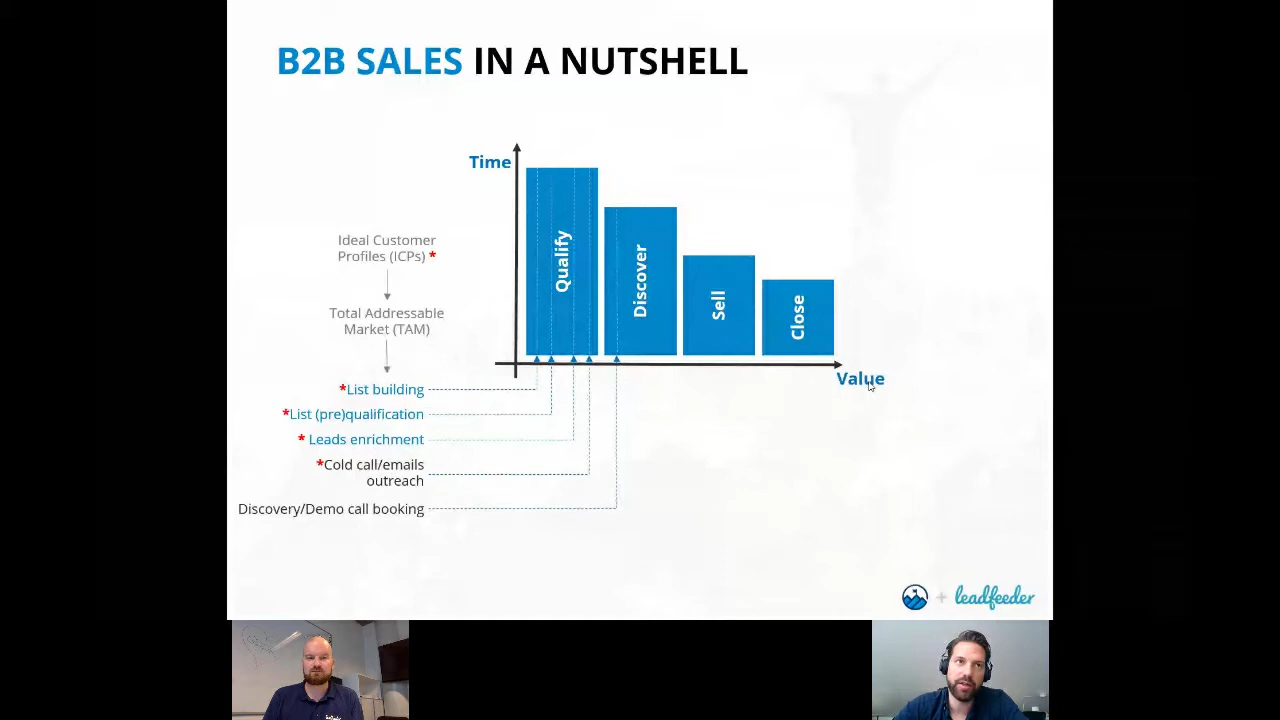 B2B SALES IN A NUTSHELL
Time
Qualify
Discover
Sell
Close
Value
Ideal Customer
Profiles (ICPs) *
Total Addressable
Market (TAM)
*List building
*List (pre)qualification
* Leads enrichment
*Cold call/emails
outreach
Discovery/Demo call booking
+ leadfeeder